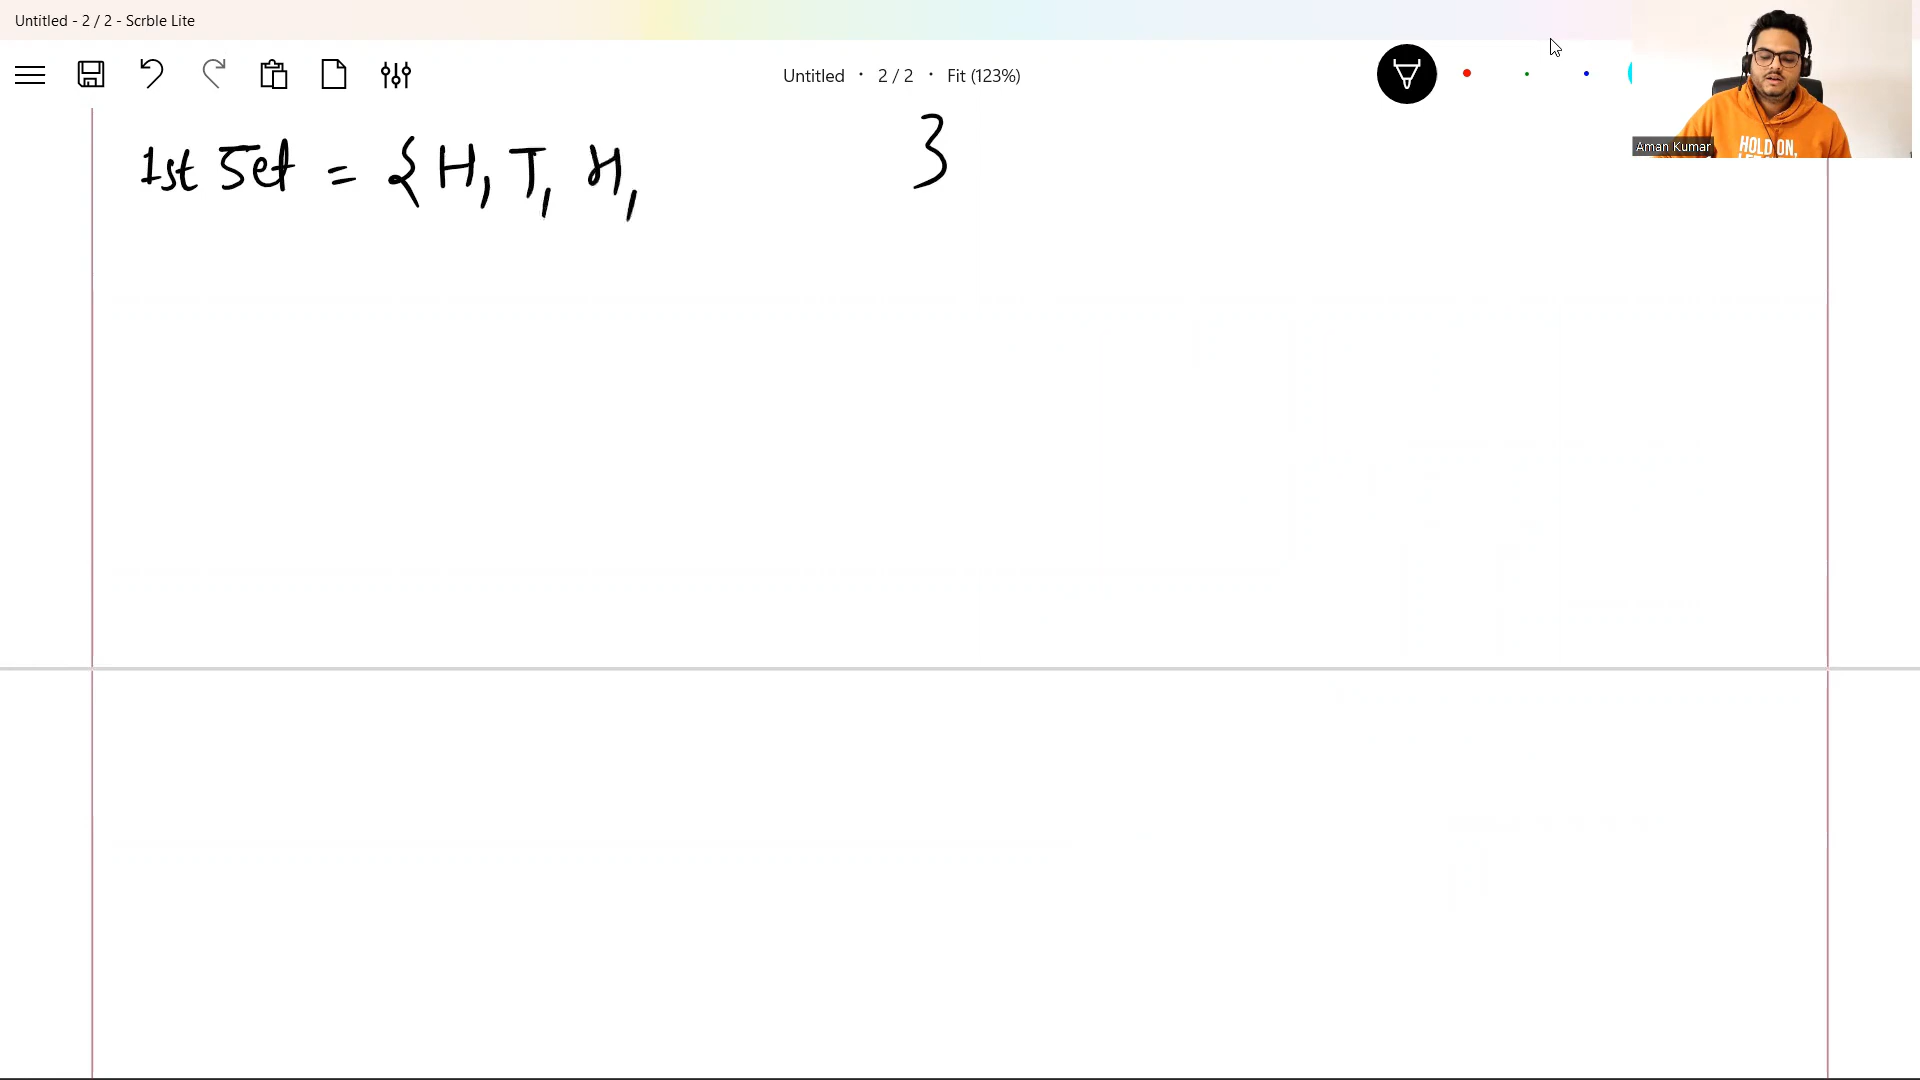 Untitled - 2 / 2 - Scrble Lite
Untitled · 2 / 2 · Fit (123%)
HOLD ON,
Aman Kumar
1st Set = {H, T, H, }